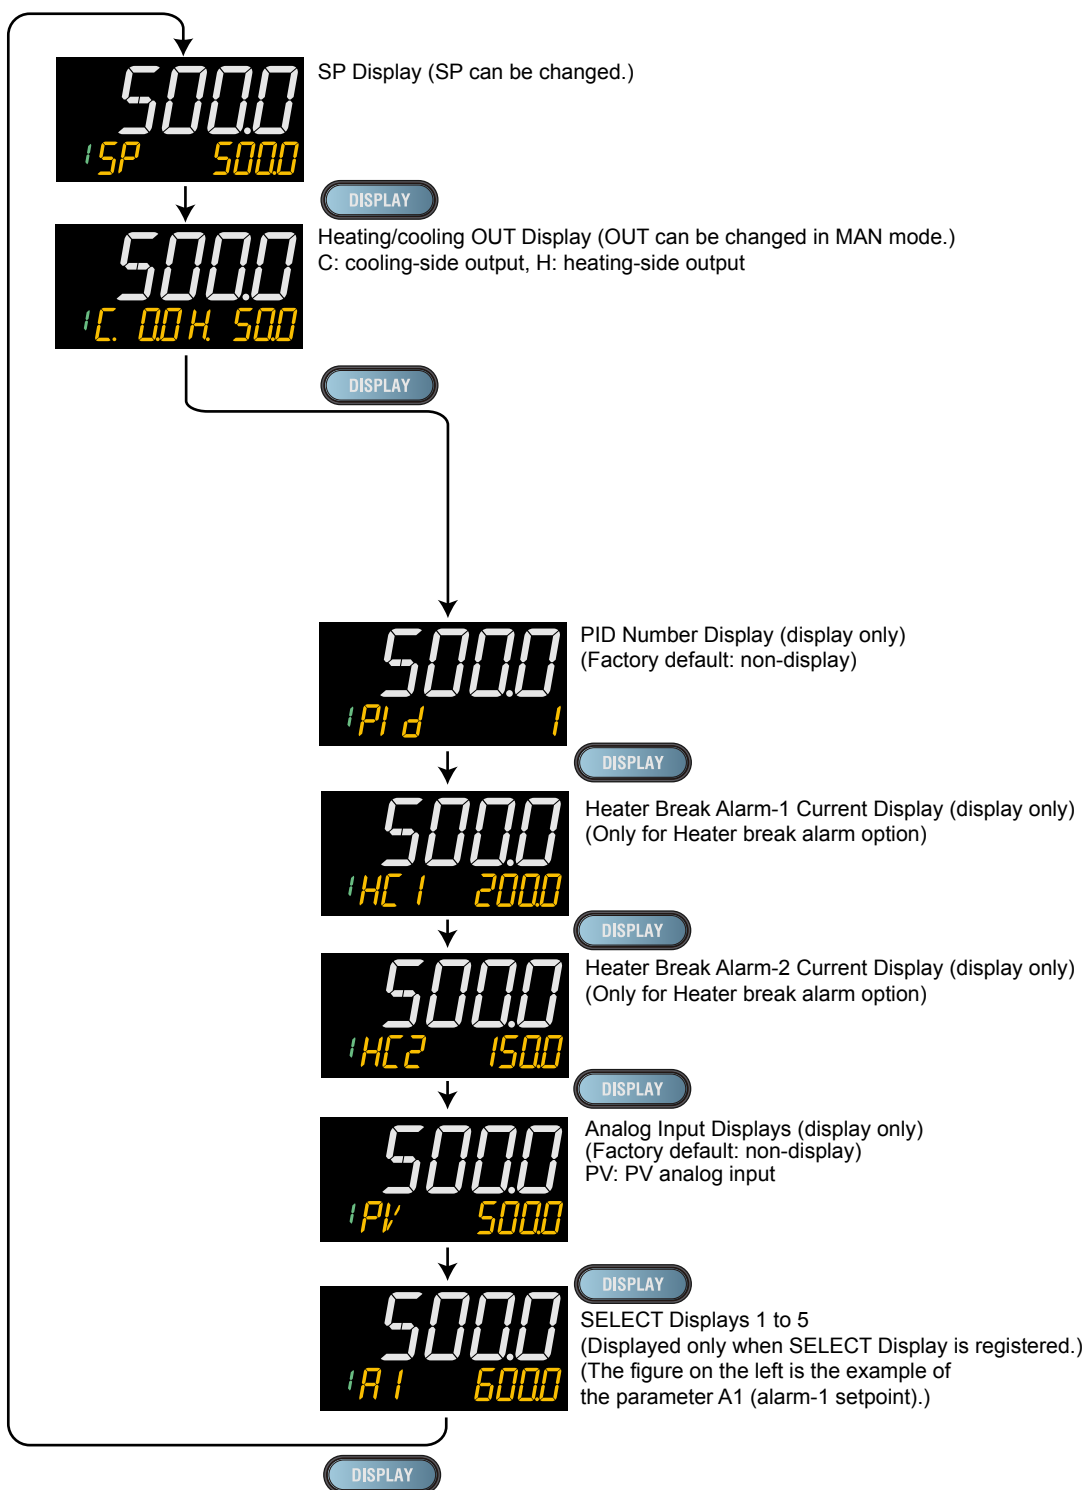 500.0
SP Display (SP can be changed.)
1 SP 500.0
DISPLAY
500.0
Heating/cooling OUT Display (OUT can be changed in MAN mode.)
C: cooling-side output, H: heating-side output
1 C. 0.0 H. 50.0
DISPLAY
500.0
PID Number Display (display only)
(Factory default: non-display)
1 PId 1
DISPLAY
500.0
Heater Break Alarm-1 Current Display (display only)
(Only for Heater break alarm option)
1 HC1 200.0
DISPLAY
500.0
Heater Break Alarm-2 Current Display (display only)
(Only for Heater break alarm option)
1 HC2 150.0
DISPLAY
500.0
Analog Input Displays (display only)
(Factory default: non-display)
PV: PV analog input
1 PV 500.0
DISPLAY
500.0
SELECT Displays 1 to 5
(Displayed only when SELECT Display is registered.)
(The figure on the left is the example of
the parameter A1 (alarm-1 setpoint).)
1 A1 600.0
DISPLAY